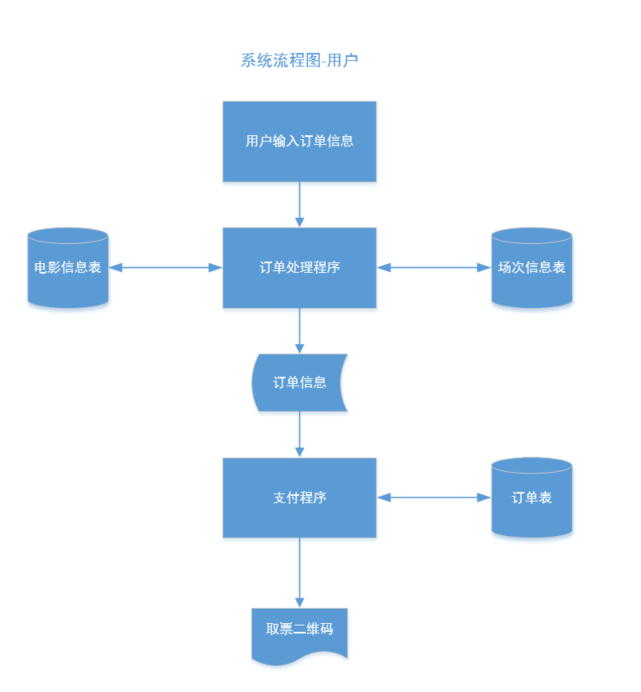 系统流程图-用户
用户输入订单信息
电影信息表
订单处理程序
场次信息表
订单信息
支付程序
订单表
取票二维码